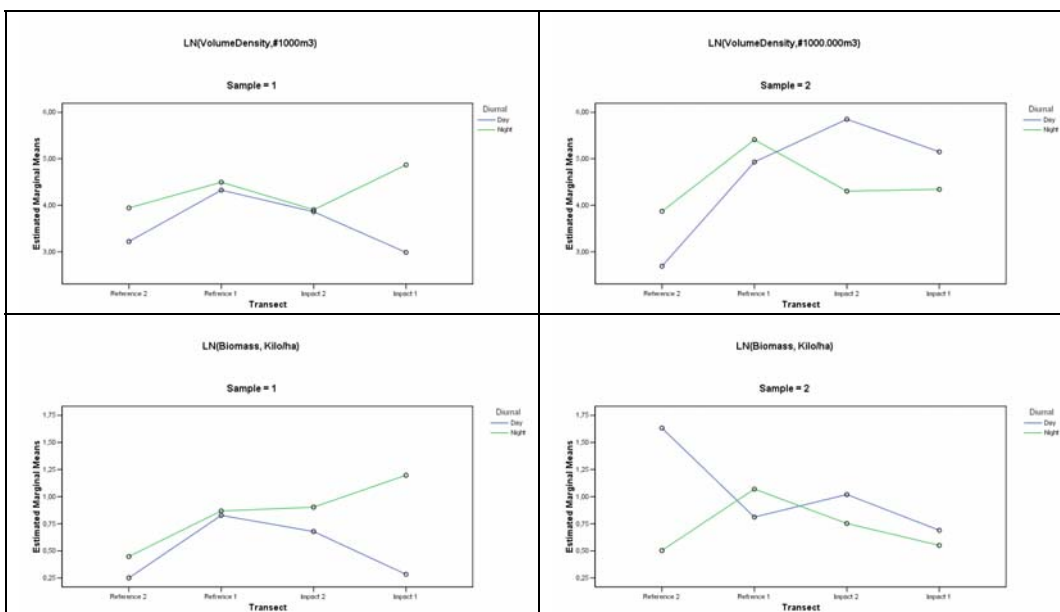 LN(VolumeDensity,#1000m3)
Sample = 1
6,00
5,00
4,00
3,00
Estimated Marginal Means
Reference 2
Refrence 1
Impact 2
Impact 1
Transect
Diurnal
Day
Night
LN(VolumeDensity,#1000.000m3)
Sample = 2
6,00
5,00
4,00
3,00
Estimated Marginal Means
Reference 2
Refrence 1
Impact 2
Impact 1
Transect
Diurnal
Day
Night
LN(Biomass, Kilo/ha)
Sample = 1
1,75
1,50
1,25
1,00
0,75
0,50
0,25
Estimated Marginal Means
Reference 2
Refrence 1
Impact 2
Impact 1
Transect
Diurnal
Day
Night
LN(Biomass, Kilo/ha)
Sample = 2
1,75
1,50
1,25
1,00
0,75
0,50
0,25
Estimated Marginal Means
Reference 2
Refrence 1
Impact 2
Impact 1
Transect
Diurnal
Day
Night